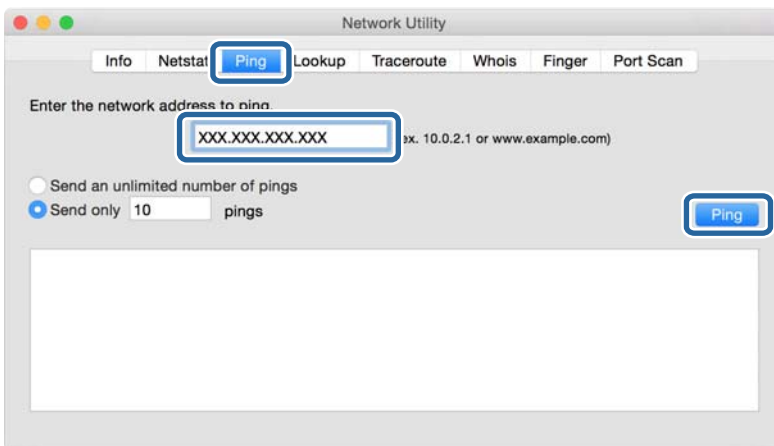 Network Utility
Info Netstat Ping Lookup Traceroute Whois Finger Port Scan
Enter the network address to ping.
XXX.XXX.XXX.XXX ex. 10.0.2.1 or www.example.com)
Send an unlimited number of pings
Send only 10 pings
Ping